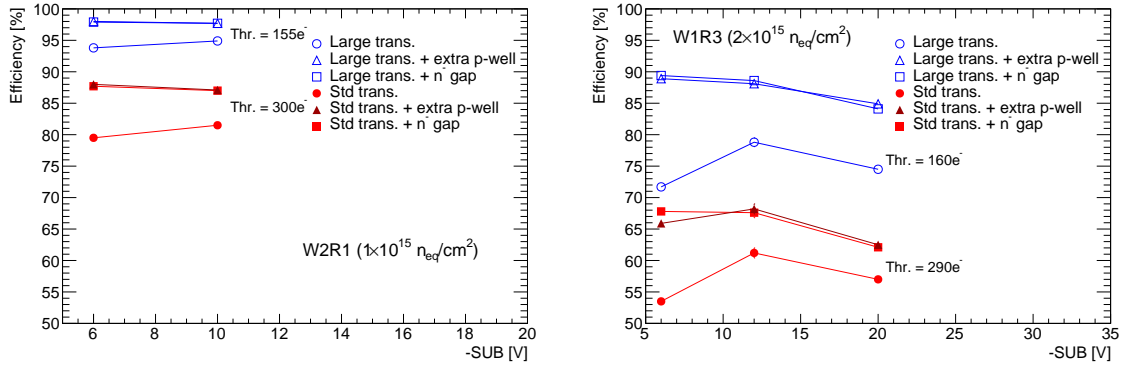 Efficiency [%]
100
95
90
85
80
75
70
65
60
55
50
Thr. = 155e⁻
Large trans.
Large trans. + extra p-well
Large trans. + n⁻ gap
Std trans.
Std trans. + extra p-well
Std trans. + n⁻ gap
Thr. = 300e⁻
W2R1 (1×10¹⁵ n_eq/cm²)
6 8 10 12 14 16 18 20
-SUB [V]
Efficiency [%]
100
95
90
85
80
75
70
65
60
55
50
W1R3 (2×10¹⁵ n_eq/cm²)
Large trans.
Large trans. + extra p-well
Large trans. + n⁻ gap
Std trans.
Std trans. + extra p-well
Std trans. + n⁻ gap
Thr. = 160e⁻
Thr. = 290e⁻
5 10 15 20 25 30 35
-SUB [V]